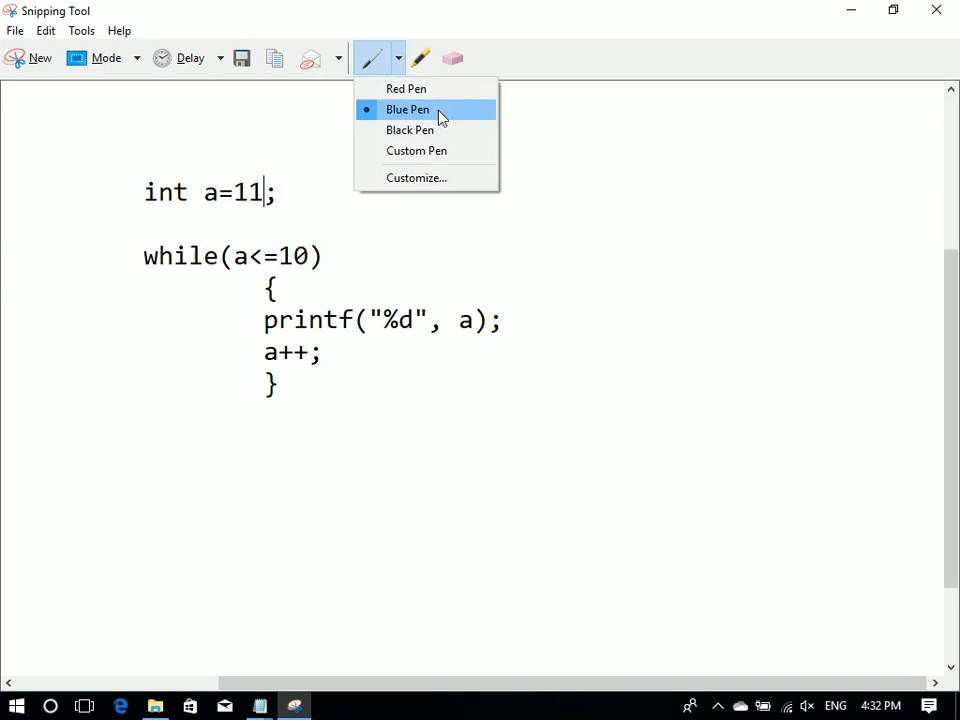 Snipping Tool
File Edit Tools Help
New Mode Delay
Red Pen
Blue Pen
Black Pen
Custom Pen
Customize...
int a=11;
while(a<=10)
{
printf("%d", a);
a++;
}
ENG 4:32 PM